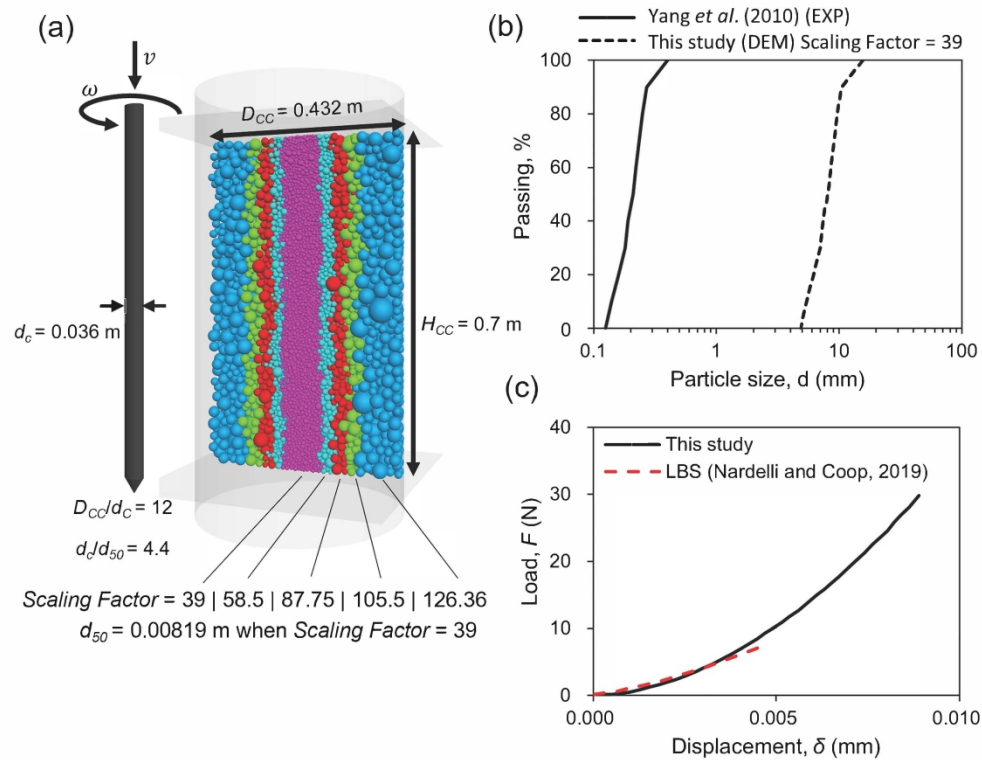 (a)
v
ω
D_CC = 0.432 m
d_c = 0.036 m
H_CC = 0.7 m
D_CC/d_C = 12
d_c/d_50 = 4.4
Scaling Factor = 39 | 58.5 | 87.75 | 105.5 | 126.36
d_50 = 0.00819 m when Scaling Factor = 39
(b)
Yang et al. (2010) (EXP)
This study (DEM) Scaling Factor = 39
100
80
60
40
20
0
Passing, %
0.1 1 10 100
Particle size, d (mm)
(c)
This study
LBS (Nardelli and Coop, 2019)
40
30
20
10
0
Load, F (N)
0.000 0.005 0.010
Displacement, δ (mm)